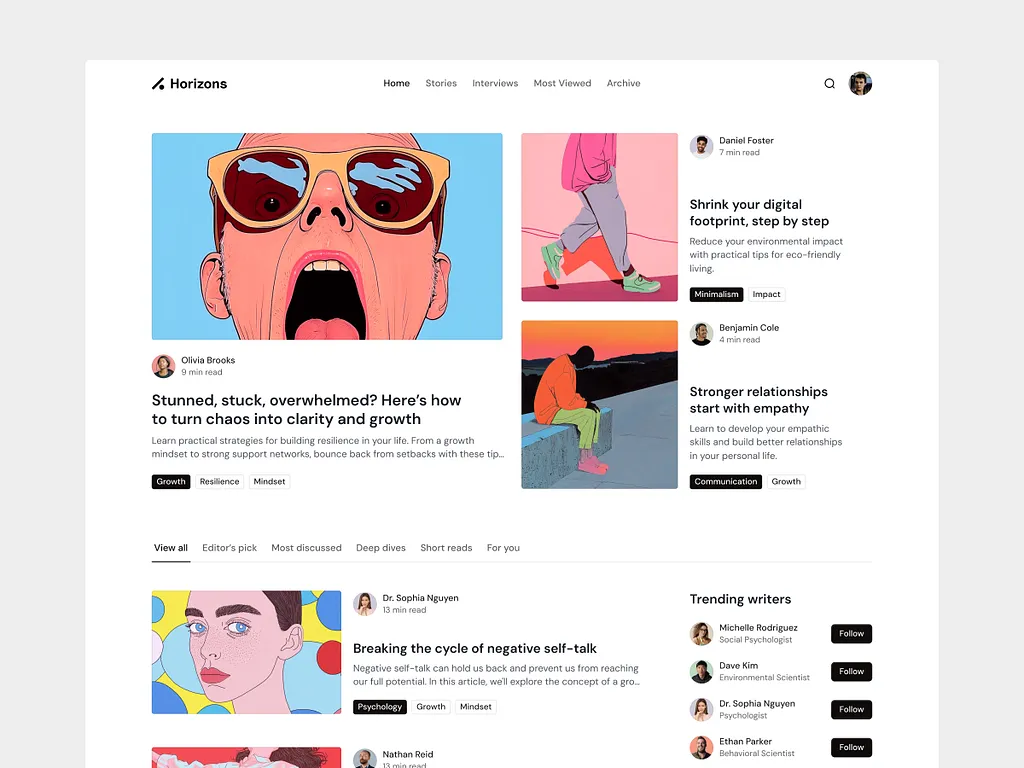 Horizons
Home
Stories
Interviews
Most Viewed
Archive
Olivia Brooks
9 min read
Stunned, stuck, overwhelmed? Here's how
to turn chaos into clarity and growth
Learn practical strategies for building resilience in your life. From a growth
mindset to strong support networks, bounce back from setbacks with these tip...
Growth
Resilience
Mindset
Daniel Foster
7 min read
Shrink your digital
footprint, step by step
Reduce your environmental impact
with practical tips for eco-friendly
living.
Minimalism
Impact
Benjamin Cole
4 min read
Stronger relationships
start with empathy
Learn to develop your empathic
skills and build better relationships
in your personal life.
Communication
Growth
View all
Editor's pick
Most discussed
Deep dives
Short reads
For you
Dr. Sophia Nguyen
13 min read
Breaking the cycle of negative self-talk
Negative self-talk can hold us back and prevent us from reaching
our full potential. In this article, we'll explore the concept of a gro...
Psychology
Growth
Mindset
Nathan Reid
13 min read
Trending writers
Michelle Rodriguez
Social Psychologist
Follow
Dave Kim
Environmental Scientist
Follow
Dr. Sophia Nguyen
Psychologist
Follow
Ethan Parker
Behavioral Scientist
Follow